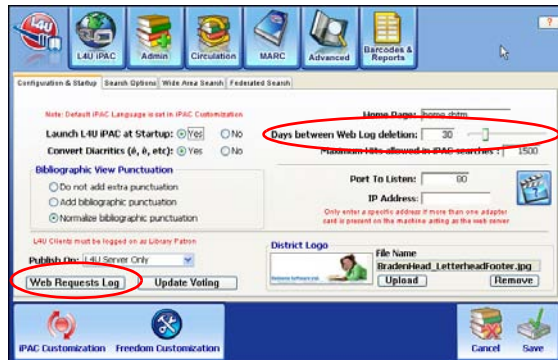 L4U
?
L4U iPAC
Admin
Circulation
MARC
Advanced
Barcodes & Reports
Configuration & Startup Search Options Wide Area Search Federated Search
Note: Default iPAC Language is set in iPAC Customization
Home Page: home.shtm
Launch L4U iPAC at Startup: Yes No
Days between Web Log deletion: 30
Convert Diacritics (é, è, etc): Yes No
Maximum Hits allowed in iPAC searches : 1500
Bibliographic View Punctuation
Do not add extra punctuation
Add bibliographic punctuation
Normalize bibliographic punctuation
Port To Listen: 80
IP Address:
Only enter a specific address if more than one adapter
card is present on the machine acting as the web server
L4U Clients must be logged on as Library Patron
Publish On: L4U Server Only
Web Requests Log Update Voting
District Logo
File Name
BradenHead_LetterheadFooter.jpg
Upload Remove
iPAC Customization Freedom Customization
Cancel Save